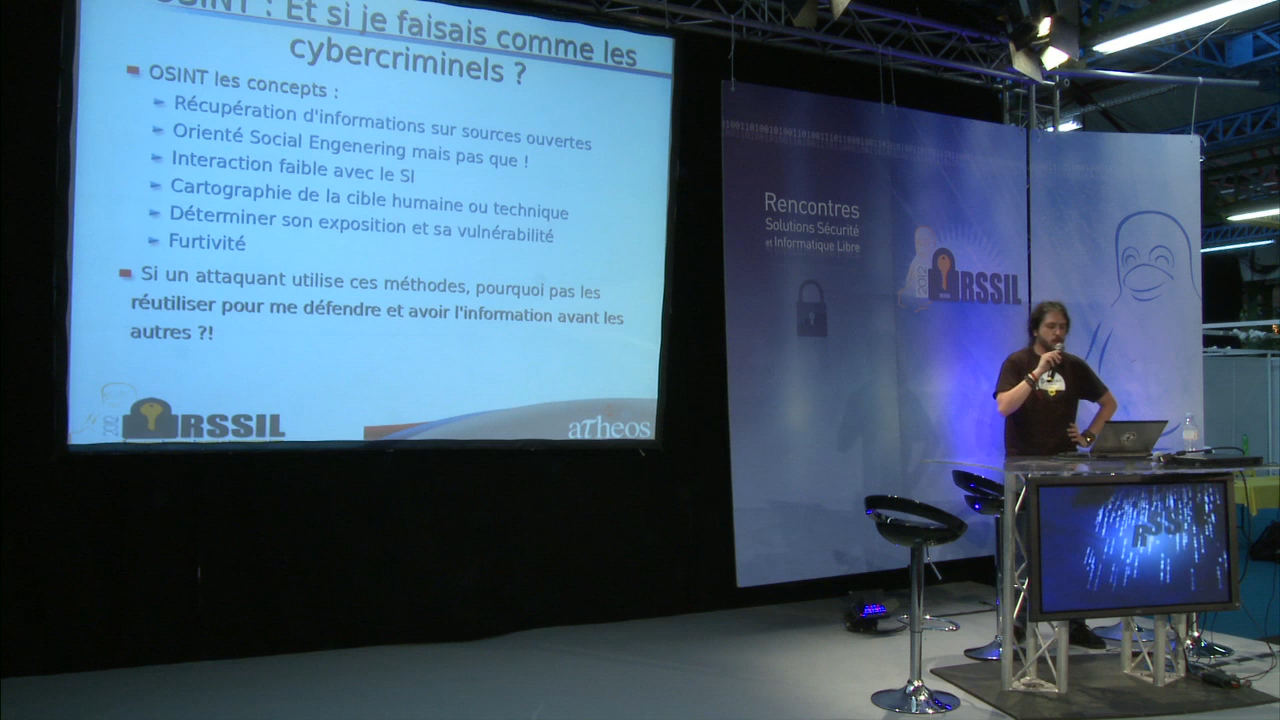 OSINT : Et si je faisais comme les
cybercriminels ?
OSINT les concepts :
Récupération d'informations sur sources ouvertes
Orienté Social Engenering mais pas que !
Interaction faible avec le SI
Cartographie de la cible humaine ou technique
Déterminer son exposition et sa vulnérabilité
Furtivité
Si un attaquant utilise ces méthodes, pourquoi pas les
réutiliser pour me défendre et avoir l'information avant les
autres ?!
2012 RSSIL
atheos
Rencontres
Solutions Sécurité
et Informatique Libre
2012 RSSIL
RSSIL